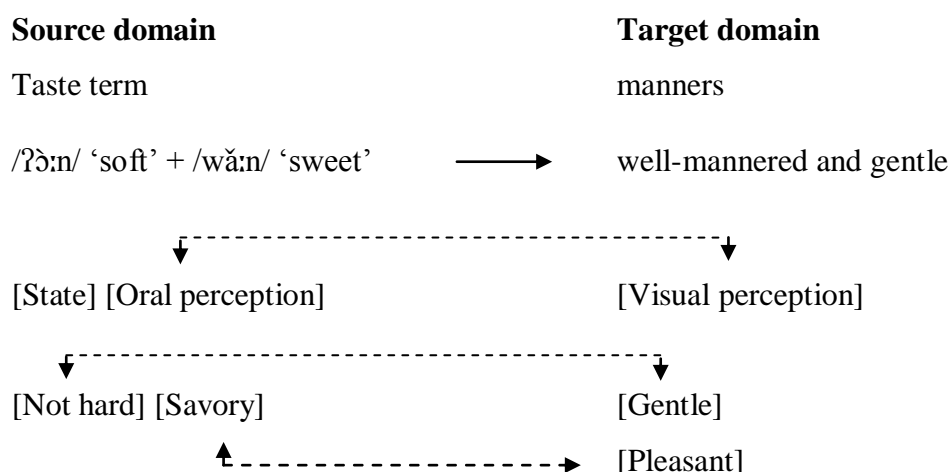 Source domain Target domain
Taste term manners
/ʔɔ̀ːn/ ‘soft’ + /wǎːn/ ‘sweet’ well-mannered and gentle
[State] [Oral perception] [Visual perception]
[Not hard] [Savory] [Gentle]
[Pleasant]